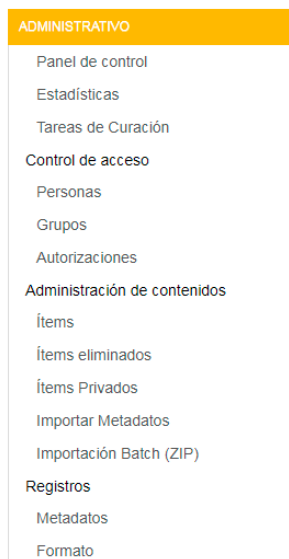 ADMINISTRATIVO
Panel de control
Estadísticas
Tareas de Curación
Control de acceso
Personas
Grupos
Autorizaciones
Administración de contenidos
Ítems
Ítems eliminados
Ítems Privados
Importar Metadatos
Importación Batch (ZIP)
Registros
Metadatos
Formato